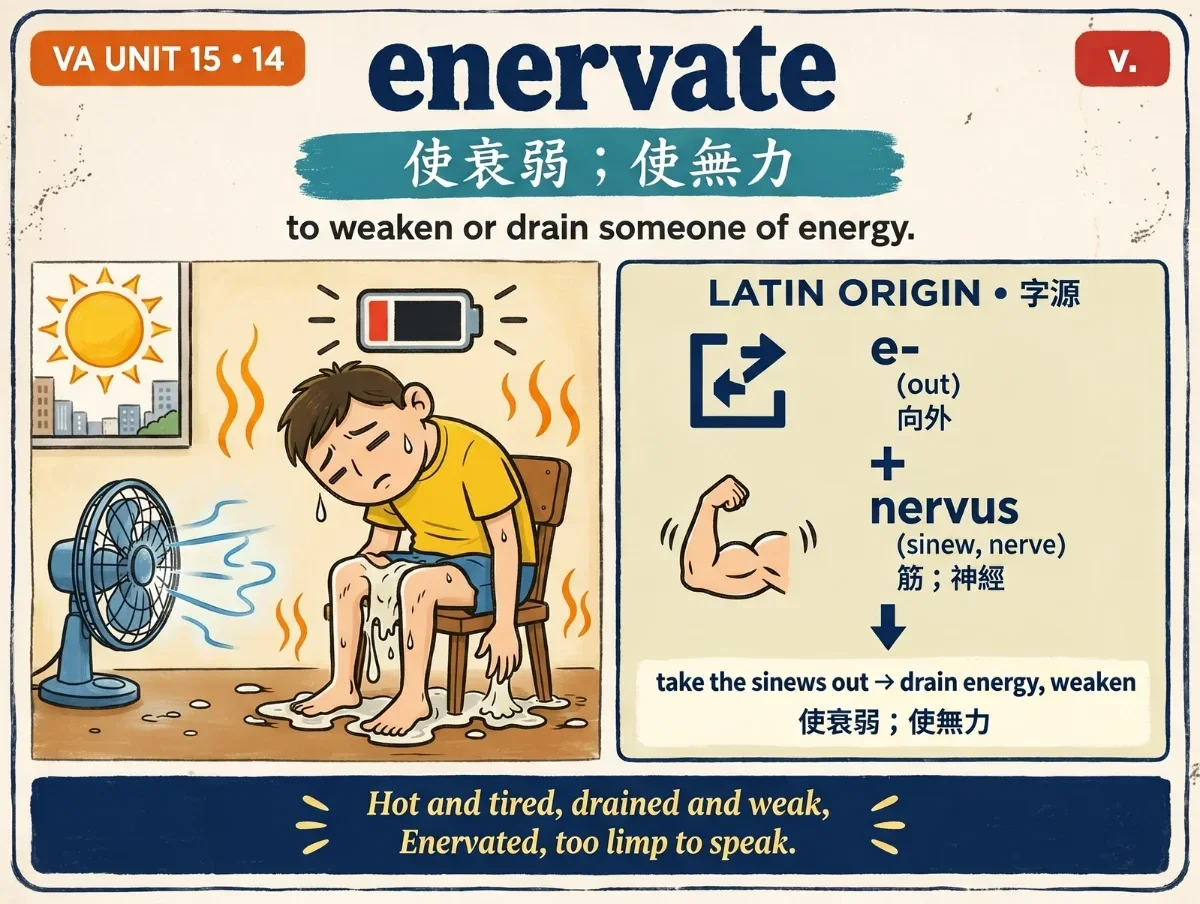 VA UNIT 15 • 14
enervate
v.
使衰弱；使無力
to weaken or drain someone of energy.
LATIN ORIGIN • 字源
e-
(out)
向外
+
nervus
(sinew, nerve)
筋；神經
take the sinews out → drain energy, weaken
使衰弱；使無力
Hot and tired, drained and weak,
Enervated, too limp to speak.